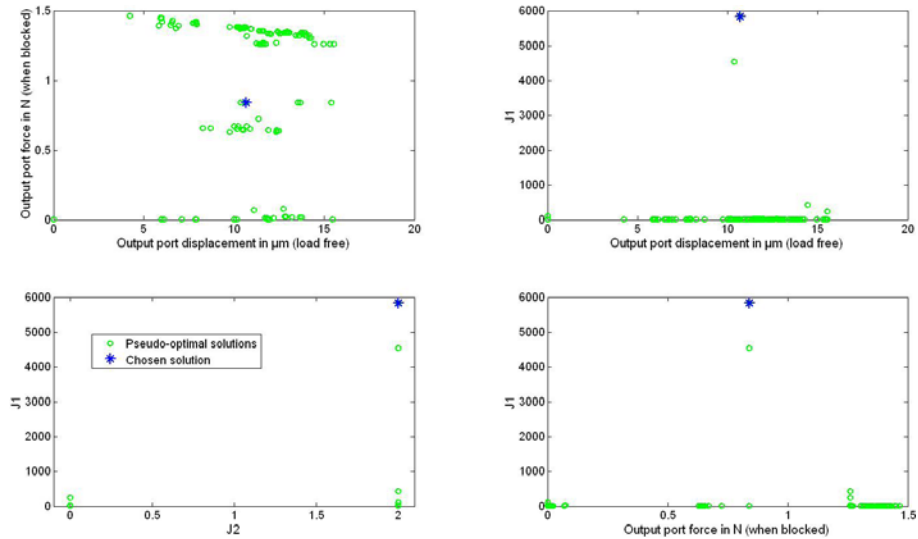 1.5
1
0.5
0
Output port force in N (when blocked)
0 5 10 15 20
Output port displacement in μm (load free)
6000
5000
4000
3000
2000
1000
0
J1
0 5 10 15 20
Output port displacement in μm (load free)
6000
5000
4000
3000
2000
1000
0
J1
Pseudo-optimal solutions
Chosen solution
0 0.5 1 1.5 2
J2
6000
5000
4000
3000
2000
1000
0
J1
0 0.5 1 1.5
Output port force in N (when blocked)